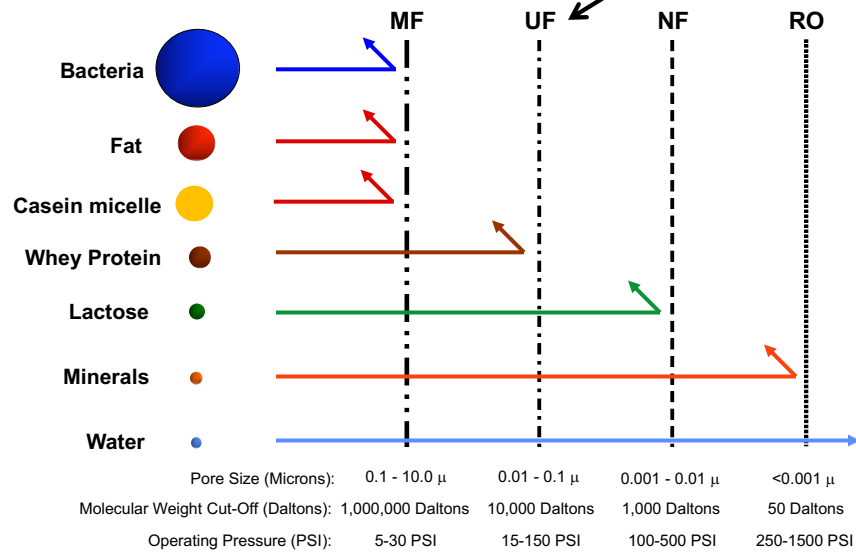 MF UF NF RO
Bacteria
Fat
Casein micelle
Whey Protein
Lactose
Minerals
Water
Pore Size (Microns): 0.1 - 10.0 μ 0.01 - 0.1 μ 0.001 - 0.01 μ <0.001 μ
Molecular Weight Cut-Off (Daltons): 1,000,000 Daltons 10,000 Daltons 1,000 Daltons 50 Daltons
Operating Pressure (PSI): 5-30 PSI 15-150 PSI 100-500 PSI 250-1500 PSI